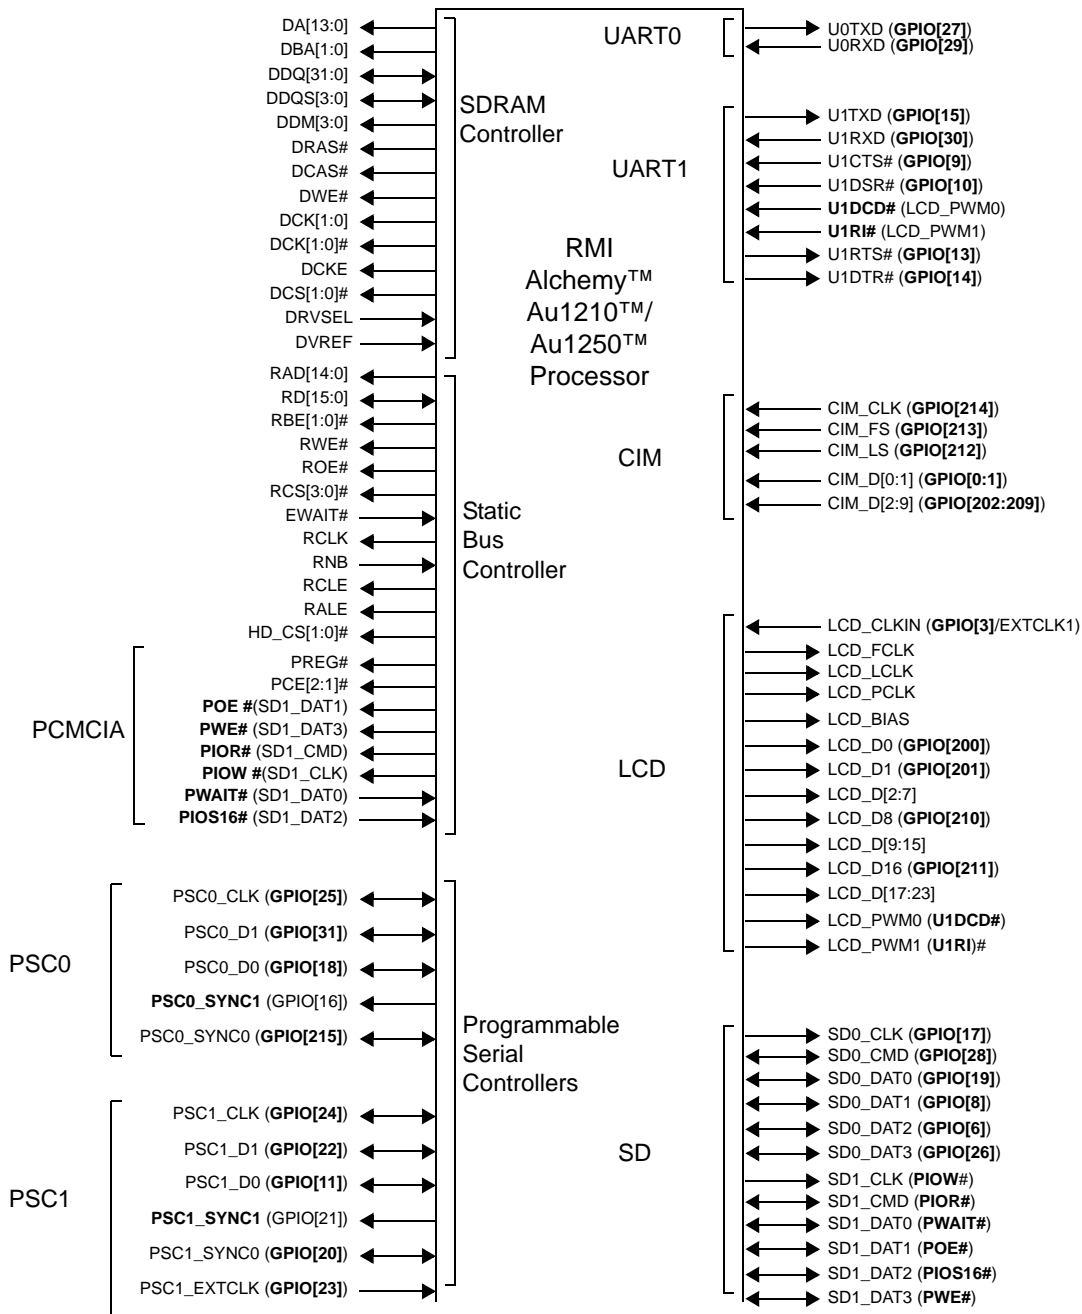 DA[13:0]
DBA[1:0]
DDQ[31:0]
DDQS[3:0]
DDM[3:0]
DRAS#
DCAS#
DWE#
DCK[1:0]
DCK[1:0]#
DCKE
DCS[1:0]#
DRVSEL
DVREF
SDRAM
Controller
RAD[14:0]
RD[15:0]
RBE[1:0]#
RWE#
ROE#
RCS[3:0]#
EWAIT#
RCLK
RNB
RCLE
RALE
HD_CS[1:0]#
PREG#
PCE[2:1]#
POE #(SD1_DAT1)
PWE# (SD1_DAT3)
PIOR# (SD1_CMD)
PIOW #(SD1_CLK)
PWAIT# (SD1_DAT0)
PIOS16# (SD1_DAT2)
PCMCIA
Static
Bus
Controller
PSC0
PSC0_CLK (GPIO[25])
PSC0_D1 (GPIO[31])
PSC0_D0 (GPIO[18])
PSC0_SYNC1 (GPIO[16])
PSC0_SYNC0 (GPIO[215])
PSC1
PSC1_CLK (GPIO[24])
PSC1_D1 (GPIO[22])
PSC1_D0 (GPIO[11])
PSC1_SYNC1 (GPIO[21])
PSC1_SYNC0 (GPIO[20])
PSC1_EXTCLK (GPIO[23])
Programmable
Serial
Controllers
RMI
Alchemy™
Au1210™/
Au1250™
Processor
UART0
U0TXD (GPIO[27])
U0RXD (GPIO[29])
UART1
U1TXD (GPIO[15])
U1RXD (GPIO[30])
U1CTS# (GPIO[9])
U1DSR# (GPIO[10])
U1DCD# (LCD_PWM0)
U1RI# (LCD_PWM1)
U1RTS# (GPIO[13])
U1DTR# (GPIO[14])
CIM
CIM_CLK (GPIO[214])
CIM_FS (GPIO[213])
CIM_LS (GPIO[212])
CIM_D[0:1] (GPIO[0:1])
CIM_D[2:9] (GPIO[202:209])
LCD
LCD_CLKIN (GPIO[3]/EXTCLK1)
LCD_FCLK
LCD_LCLK
LCD_PCLK
LCD_BIAS
LCD_D0 (GPIO[200])
LCD_D1 (GPIO[201])
LCD_D[2:7]
LCD_D8 (GPIO[210])
LCD_D[9:15]
LCD_D16 (GPIO[211])
LCD_D[17:23]
LCD_PWM0 (U1DCD#)
LCD_PWM1 (U1RI)#
SD
SD0_CLK (GPIO[17])
SD0_CMD (GPIO[28])
SD0_DAT0 (GPIO[19])
SD0_DAT1 (GPIO[8])
SD0_DAT2 (GPIO[6])
SD0_DAT3 (GPIO[26])
SD1_CLK (PIOW#)
SD1_CMD (PIOR#)
SD1_DAT0 (PWAIT#)
SD1_DAT1 (POE#)
SD1_DAT2 (PIOS16#)
SD1_DAT3 (PWE#)